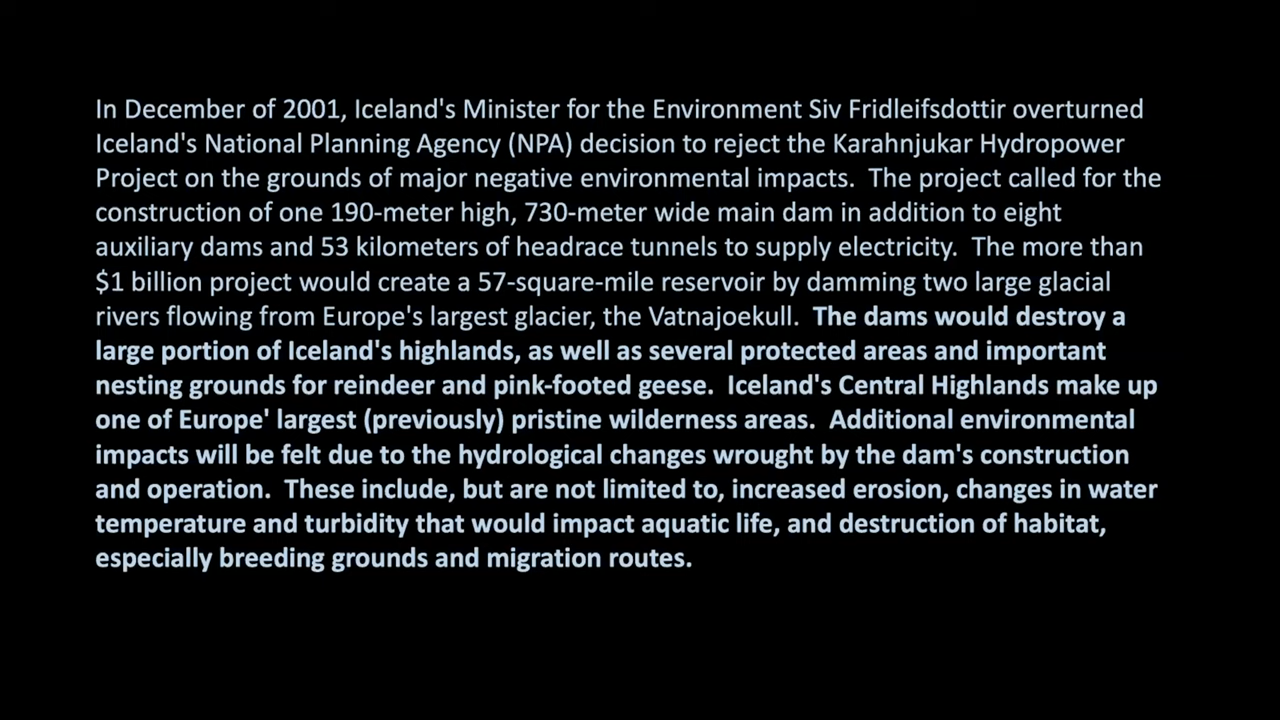 In December of 2001, Iceland's Minister for the Environment Siv Fridleifsdottir overturned
Iceland's National Planning Agency (NPA) decision to reject the Karahnjukar Hydropower
Project on the grounds of major negative environmental impacts.  The project called for the
construction of one 190-meter high, 730-meter wide main dam in addition to eight
auxiliary dams and 53 kilometers of headrace tunnels to supply electricity.  The more than
$1 billion project would create a 57-square-mile reservoir by damming two large glacial
rivers flowing from Europe's largest glacier, the Vatnajoekull.  The dams would destroy a
large portion of Iceland's highlands, as well as several protected areas and important
nesting grounds for reindeer and pink-footed geese.  Iceland's Central Highlands make up
one of Europe' largest (previously) pristine wilderness areas.  Additional environmental
impacts will be felt due to the hydrological changes wrought by the dam's construction
and operation.  These include, but are not limited to, increased erosion, changes in water
temperature and turbidity that would impact aquatic life, and destruction of habitat,
especially breeding grounds and migration routes.